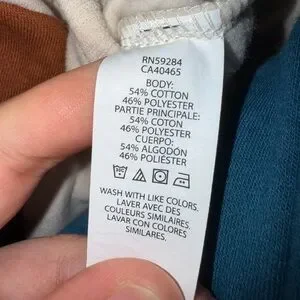 RN59284
CA40465
BODY:
54% COTTON
46% POLYESTER
PARTIE PRINCIPALE:
54% COTON
46% POLYESTER
CUERPO:
54% ALGODÓN
46% POLIÉSTER
WASH WITH LIKE COLORS.
LAVER AVEC DES
COULEURS SIMILAIRES.
LAVAR CON COLORES
SIMILARES.